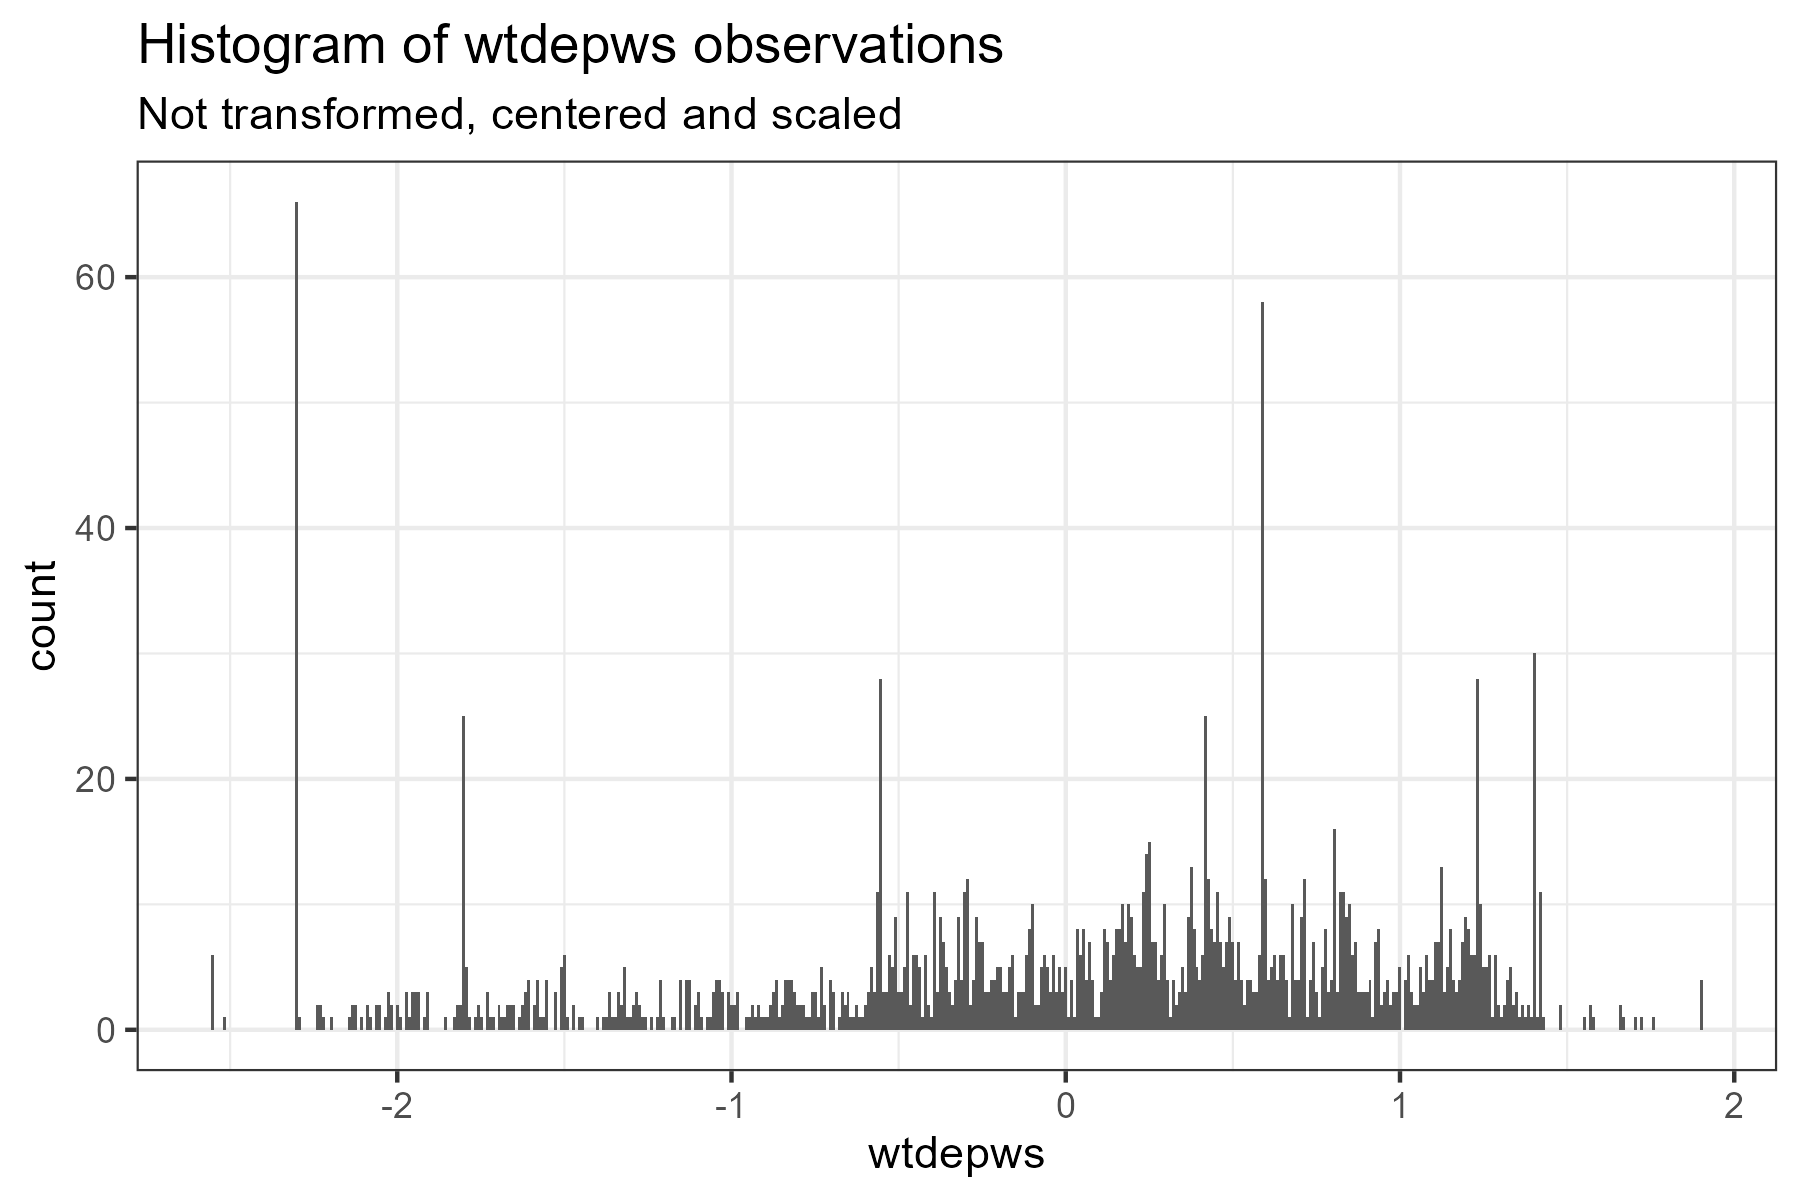 Histogram of wtdepws observations
Not transformed, centered and scaled
60
40
20
0
count
-2 -1 0 1 2
wtdepws